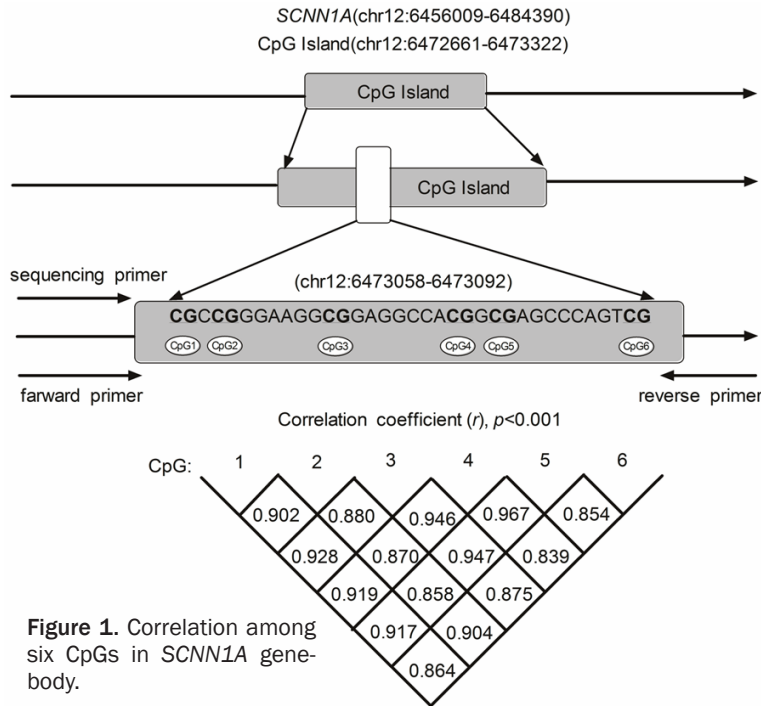 SCNN1A(chr12:6456009-6484390)
CpG Island(chr12:6472661-6473322)
CpG Island
CpG Island
sequencing primer
(chr12:6473058-6473092)
CGCCGGGAAGGCGGAGGCCACGGCGAGCCCAGTCG
CpG1 CpG2 CpG3 CpG4 CpG5 CpG6
farward primer
reverse primer
Correlation coefficient (r), p<0.001
CpG: 1 2 3 4 5 6
0.902 0.880 0.946 0.967 0.854
0.928 0.870 0.947 0.839
0.919 0.858 0.875
0.917 0.904
0.864
Figure 1. Correlation among
six CpGs in SCNN1A gene-
body.